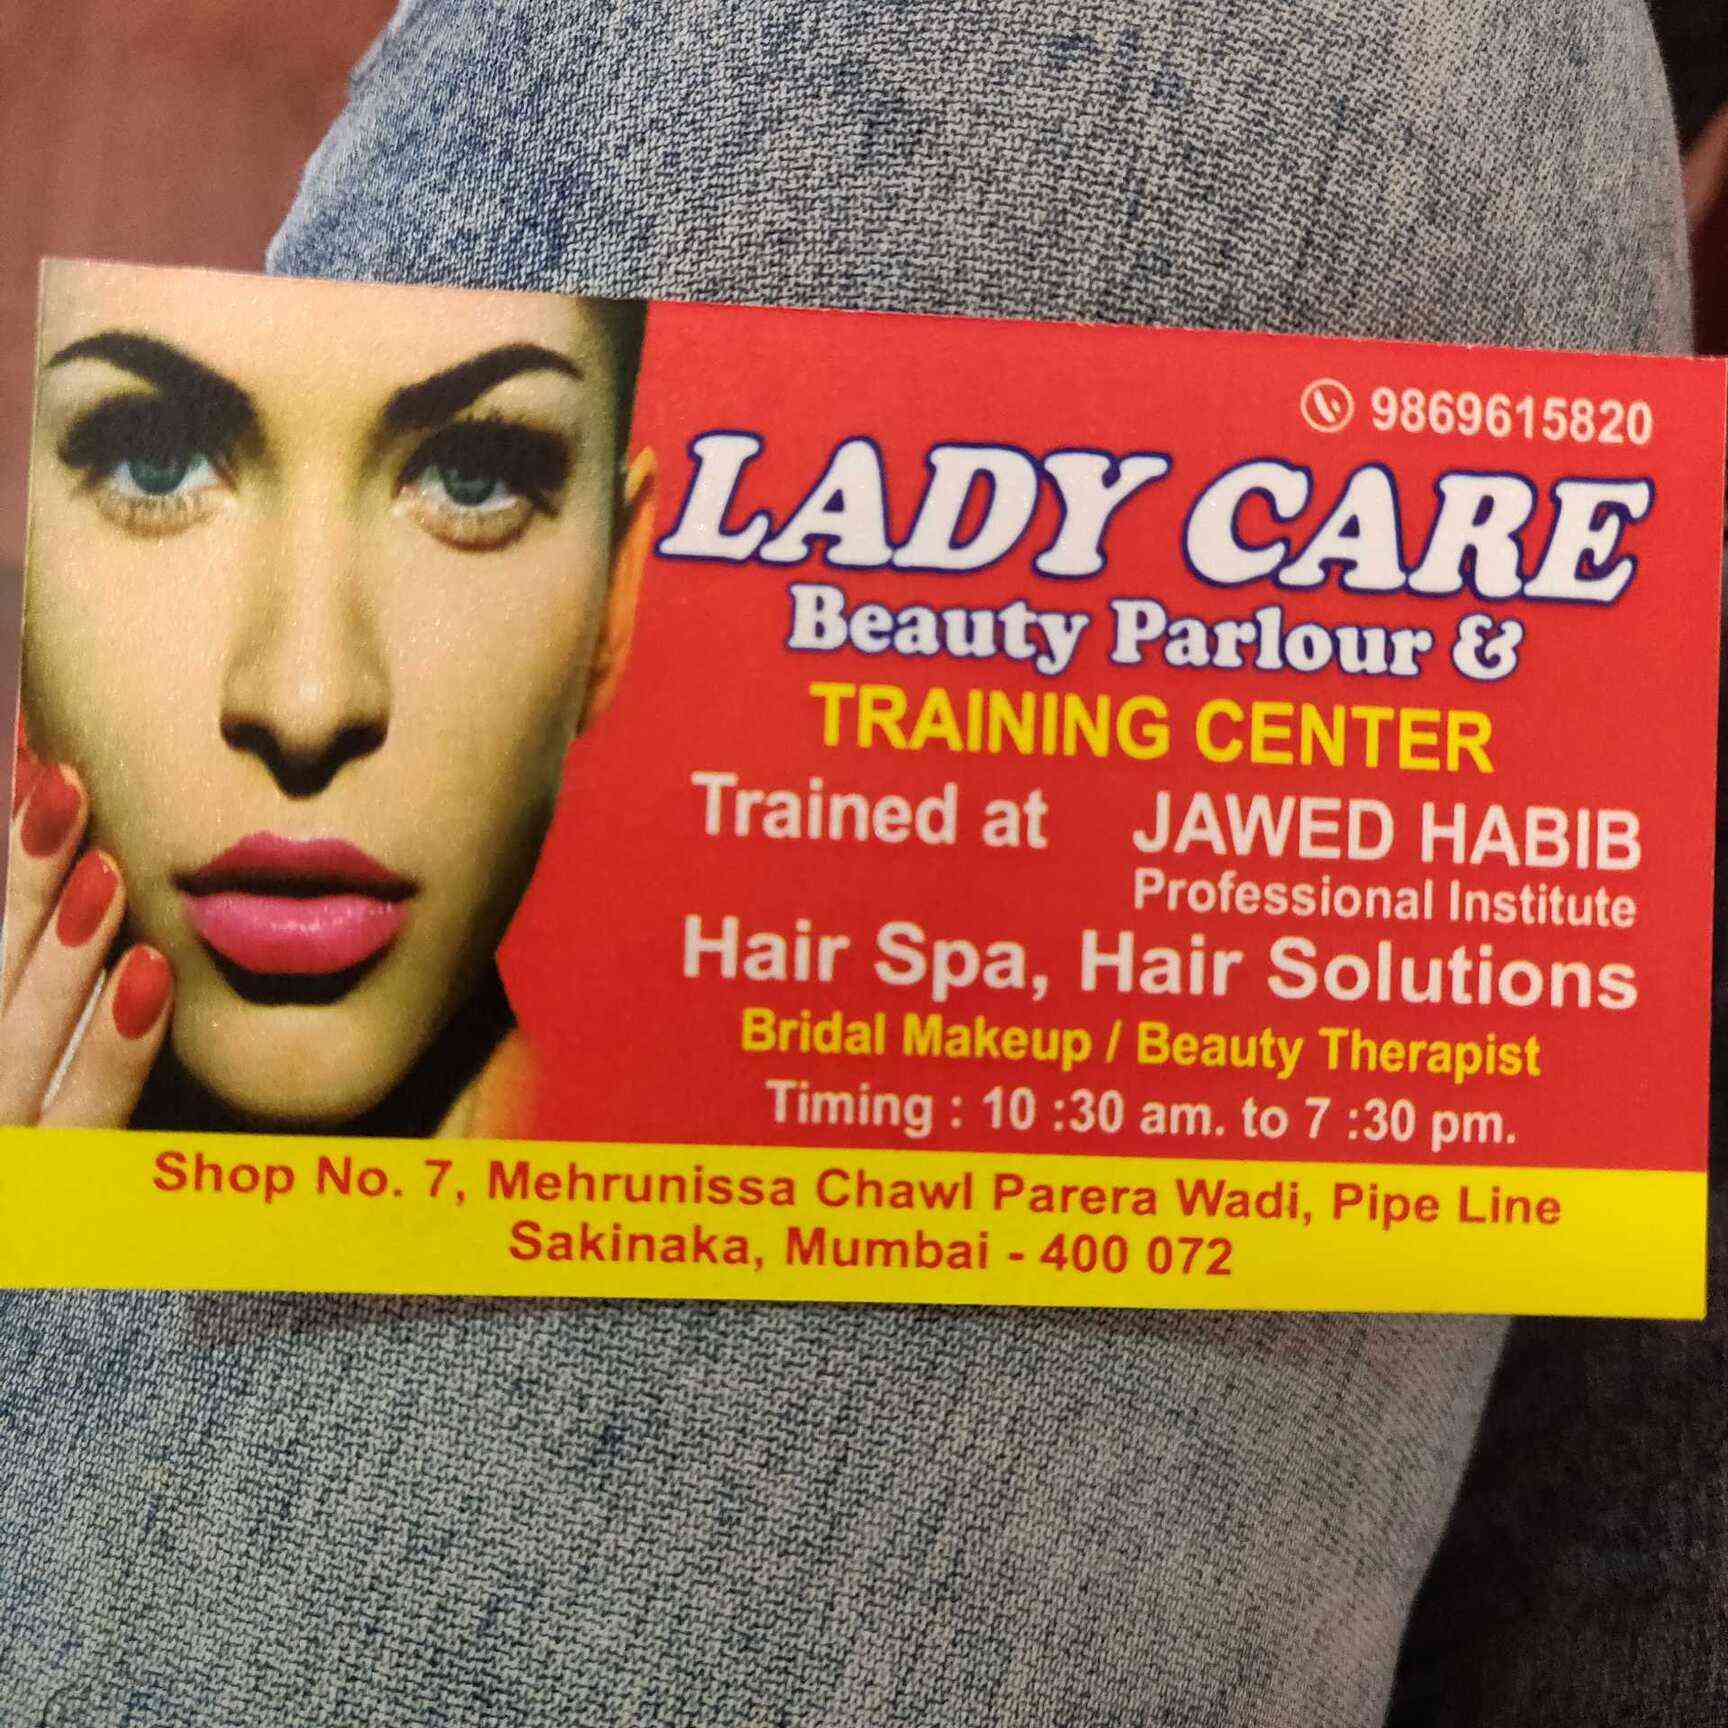 9869615820
LADY CARE
Beauty Parlour &
TRAINING CENTER
Trained at JAWED HABIB
Professional Institute
Hair Spa, Hair Solutions
Bridal Makeup / Beauty Therapist
Timing : 10 :30 am. to 7 :30 pm.
Shop No. 7, Mehrunissa Chawl Parera Wadi, Pipe Line
Sakinaka, Mumbai - 400 072